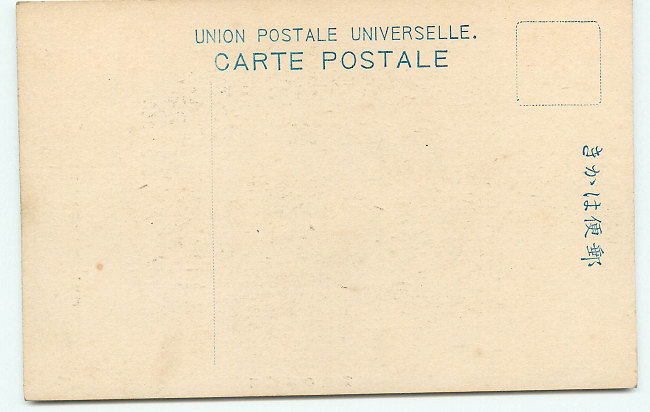 UNION POSTALE UNIVERSELLE.
CARTE POSTALE
郵便はかき